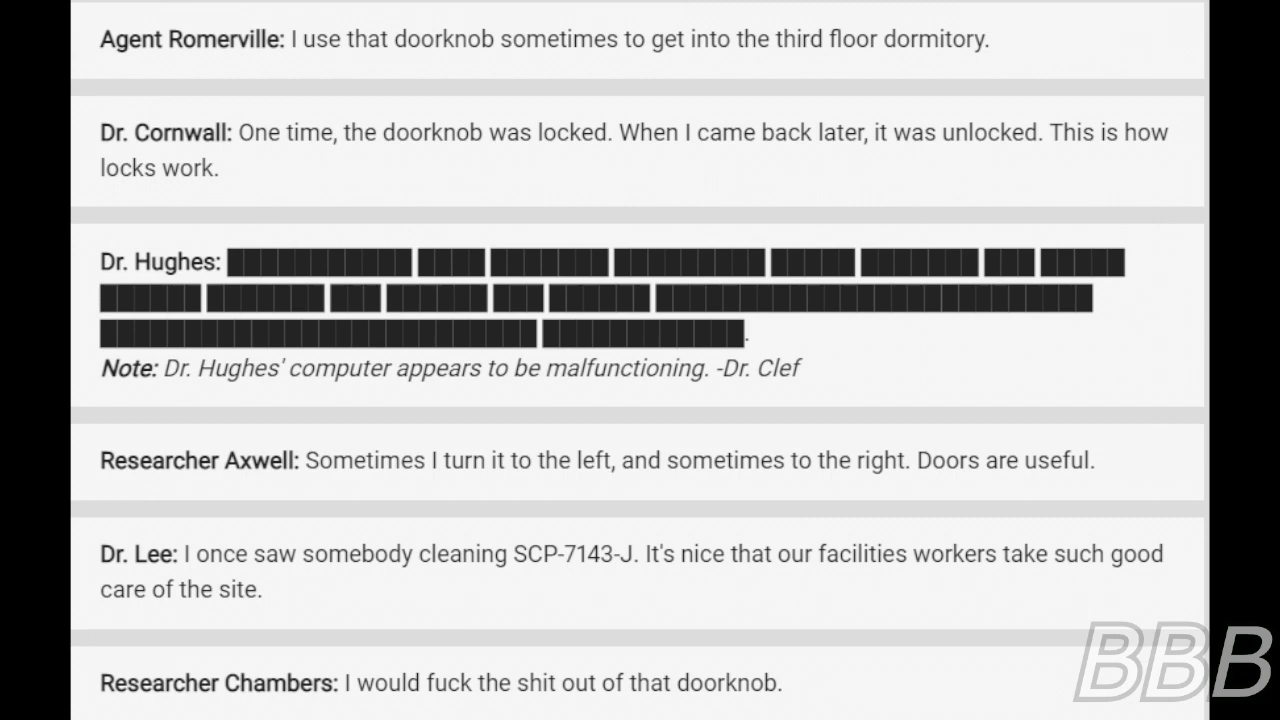 Agent Romerville: I use that doorknob sometimes to get into the third floor dormitory.
Dr. Cornwall: One time, the doorknob was locked. When I came back later, it was unlocked. This is how
locks work.
Dr. Hughes: ███████████ ████ ███████ █████████ █████ ███████ ███ █████
██████ ███████ ███ ██████ ███ ██████ ██████████████████████████
██████████████████████████ ████████████.
Note: Dr. Hughes' computer appears to be malfunctioning. -Dr. Clef
Researcher Axwell: Sometimes I turn it to the left, and sometimes to the right. Doors are useful.
Dr. Lee: I once saw somebody cleaning SCP-7143-J. It's nice that our facilities workers take such good
care of the site.
Researcher Chambers: I would fuck the shit out of that doorknob.
BBB